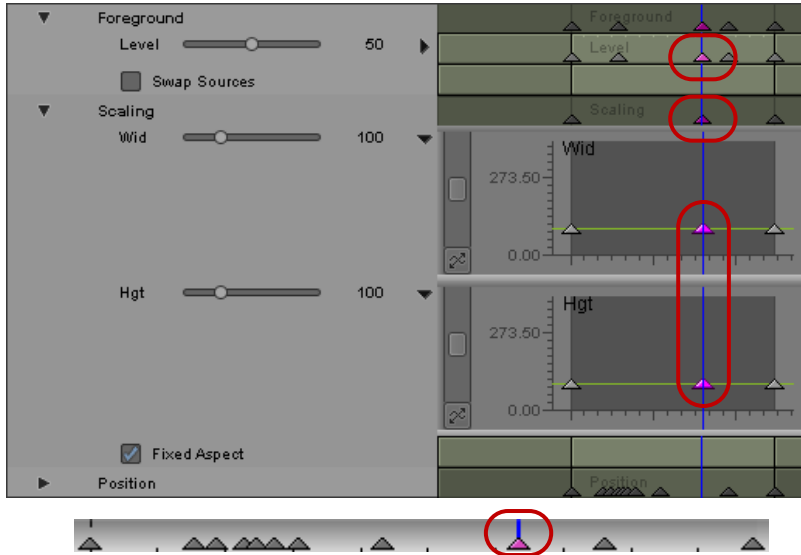 Foreground Foreground
Level 50 Level
Swap Sources
Scaling Scaling
Wid 100 Wid
273.50
0.00
Hgt 100 Hgt
273.50
0.00
Fixed Aspect
Position Position